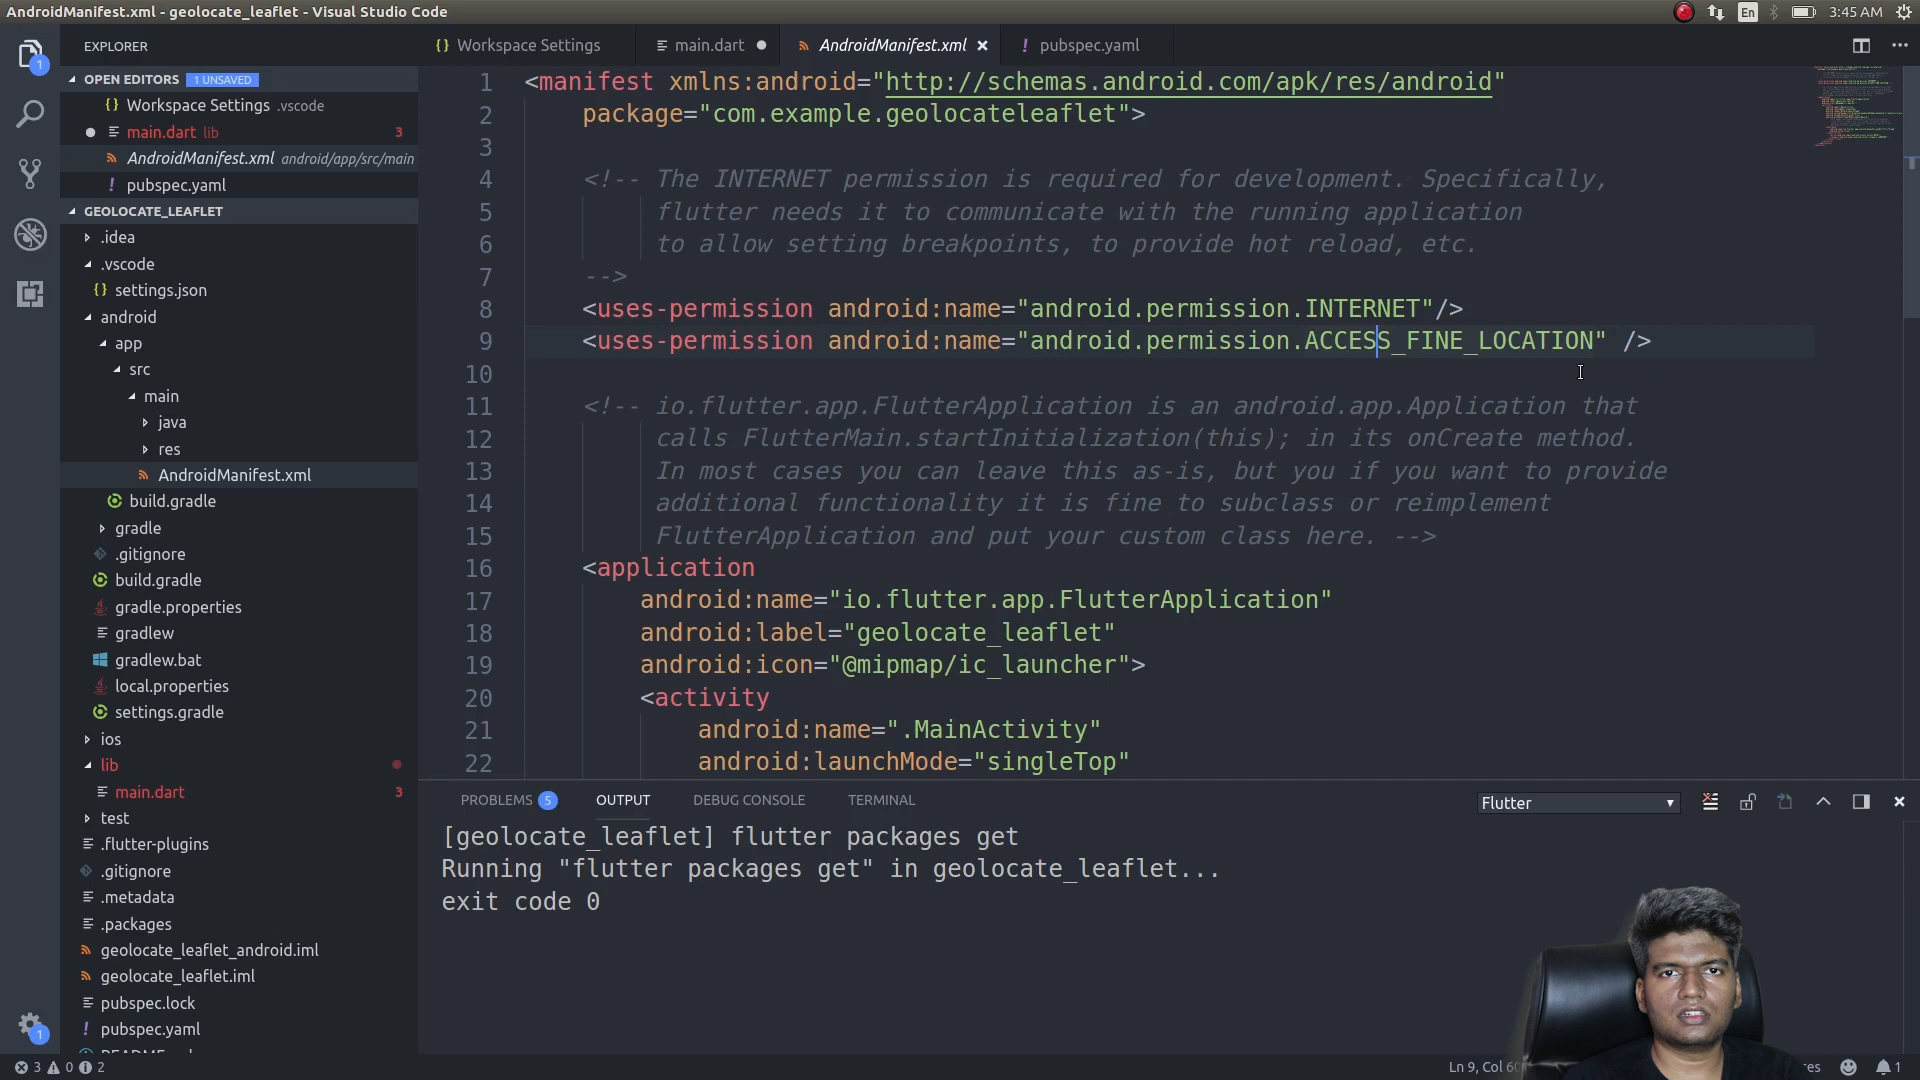 AndroidManifest.xml - geolocate_leaflet - Visual Studio Code
En
3:45 AM
EXPLORER
Workspace Settings
main.dart
AndroidManifest.xml
pubspec.yaml
OPEN EDITORS 1 UNSAVED
Workspace Settings .vscode
main.dart lib 3
AndroidManifest.xml android/app/src/main
pubspec.yaml
GEOLOCATE_LEAFLET
.idea
.vscode
settings.json
android
app
src
main
java
res
AndroidManifest.xml
build.gradle
gradle
.gitignore
build.gradle
gradle.properties
gradlew
gradlew.bat
local.properties
settings.gradle
ios
lib
main.dart 3
test
.flutter-plugins
.gitignore
.metadata
.packages
geolocate_leaflet_android.iml
geolocate_leaflet.iml
pubspec.lock
pubspec.yaml
1 <manifest xmlns:android="http://schemas.android.com/apk/res/android"
2 package="com.example.geolocateleaflet">
3
4 <!-- The INTERNET permission is required for development. Specifically,
5 flutter needs it to communicate with the running application
6 to allow setting breakpoints, to provide hot reload, etc.
7 -->
8 <uses-permission android:name="android.permission.INTERNET"/>
9 <uses-permission android:name="android.permission.ACCESS_FINE_LOCATION" />
10
11 <!-- io.flutter.app.FlutterApplication is an android.app.Application that
12 calls FlutterMain.startInitialization(this); in its onCreate method.
13 In most cases you can leave this as-is, but you if you want to provide
14 additional functionality it is fine to subclass or reimplement
15 FlutterApplication and put your custom class here. -->
16 <application
17 android:name="io.flutter.app.FlutterApplication"
18 android:label="geolocate_leaflet"
19 android:icon="@mipmap/ic_launcher">
20 <activity
21 android:name=".MainActivity"
22 android:launchMode="singleTop"
PROBLEMS 5 OUTPUT DEBUG CONSOLE TERMINAL
Flutter
[geolocate_leaflet] flutter packages get
Running "flutter packages get" in geolocate_leaflet...
exit code 0
1
1
3 0 2
Ln 9, Col
1